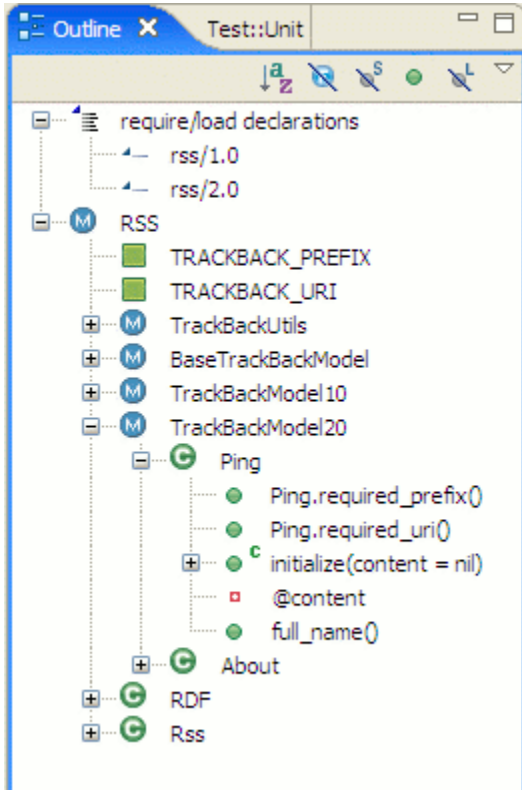 Outline Test::Unit
require/load declarations
rss/1.0
rss/2.0
RSS
TRACKBACK_PREFIX
TRACKBACK_URI
TrackBackUtils
BaseTrackBackModel
TrackBackModel10
TrackBackModel20
Ping
Ping.required_prefix()
Ping.required_uri()
initialize(content = nil)
@content
full_name()
About
RDF
Rss